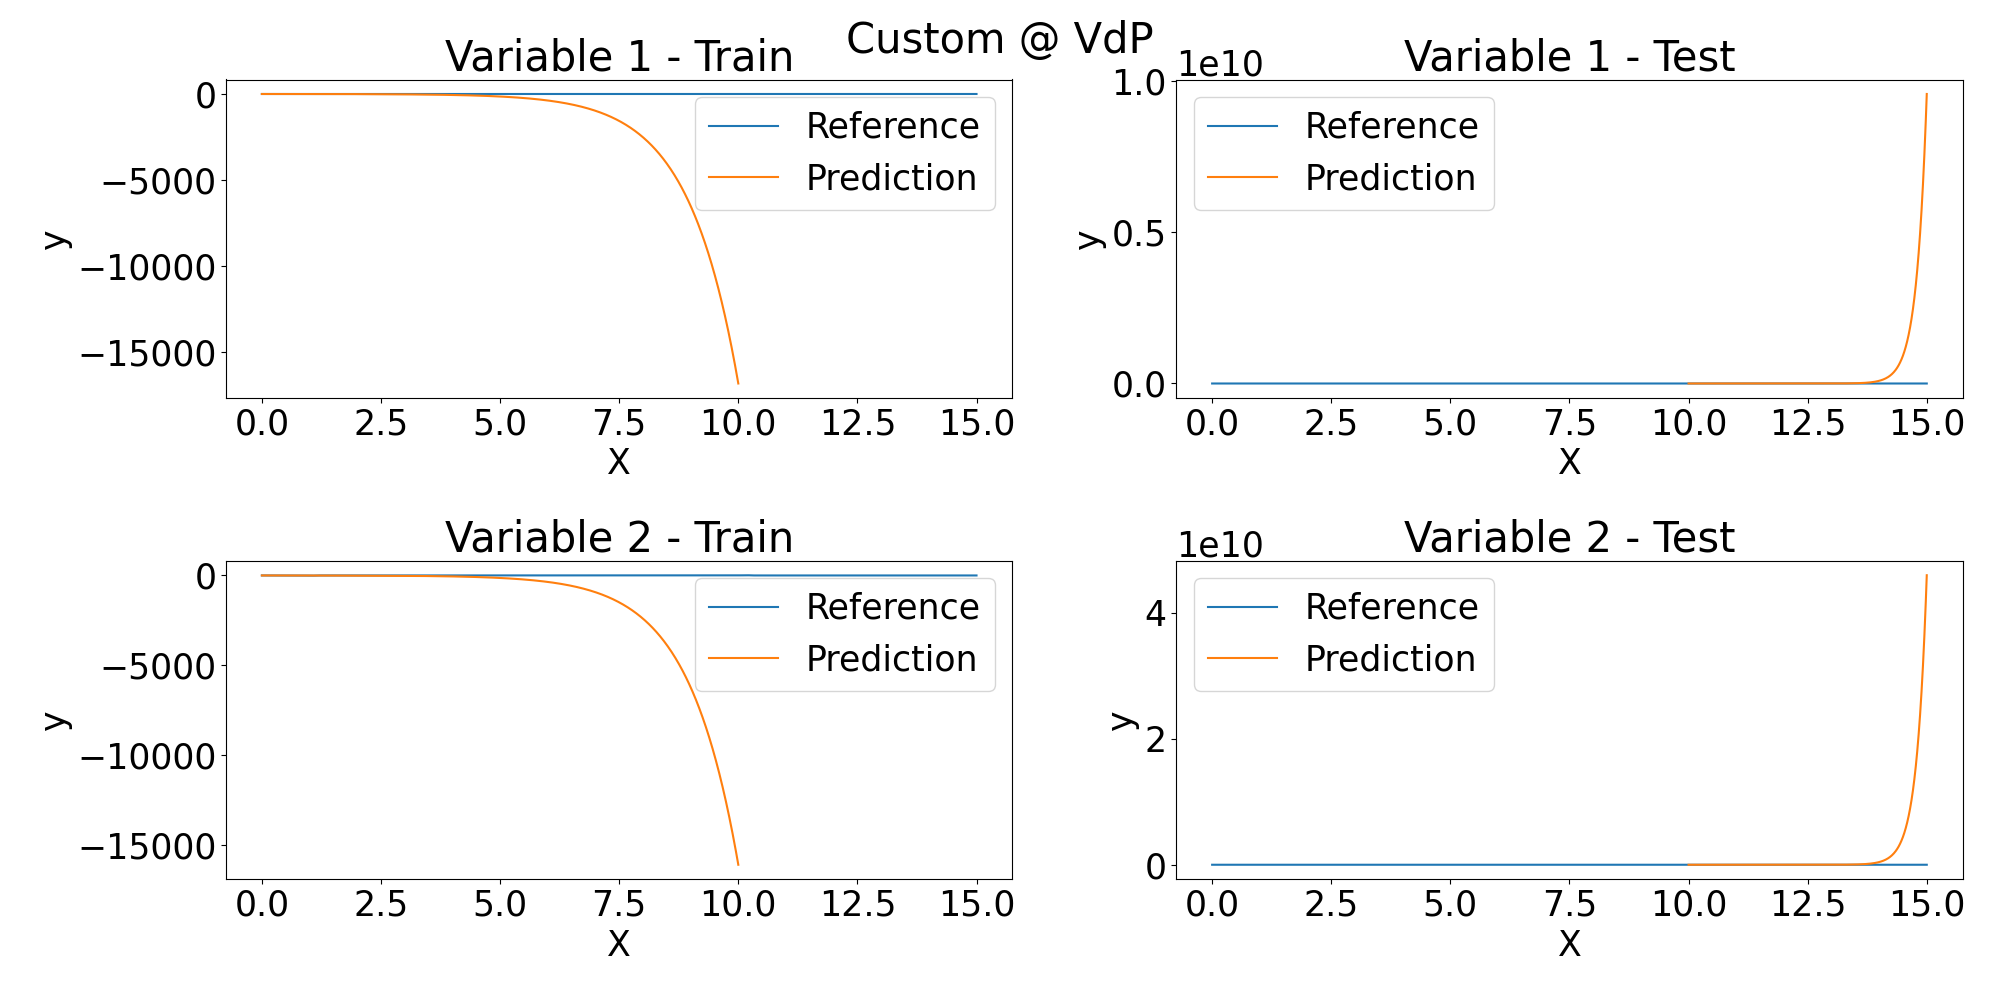 Custom @ VdP
Variable 1 - Train
0
−5000
−10000
−15000
y
Reference
Prediction
0.0 2.5 5.0 7.5 10.0 12.5 15.0
X
Variable 1 - Test
1e10
1.0
0.5
0.0
y
Reference
Prediction
0.0 2.5 5.0 7.5 10.0 12.5 15.0
X
Variable 2 - Train
0
−5000
−10000
−15000
y
Reference
Prediction
0.0 2.5 5.0 7.5 10.0 12.5 15.0
X
Variable 2 - Test
1e10
4
2
0
y
Reference
Prediction
0.0 2.5 5.0 7.5 10.0 12.5 15.0
X